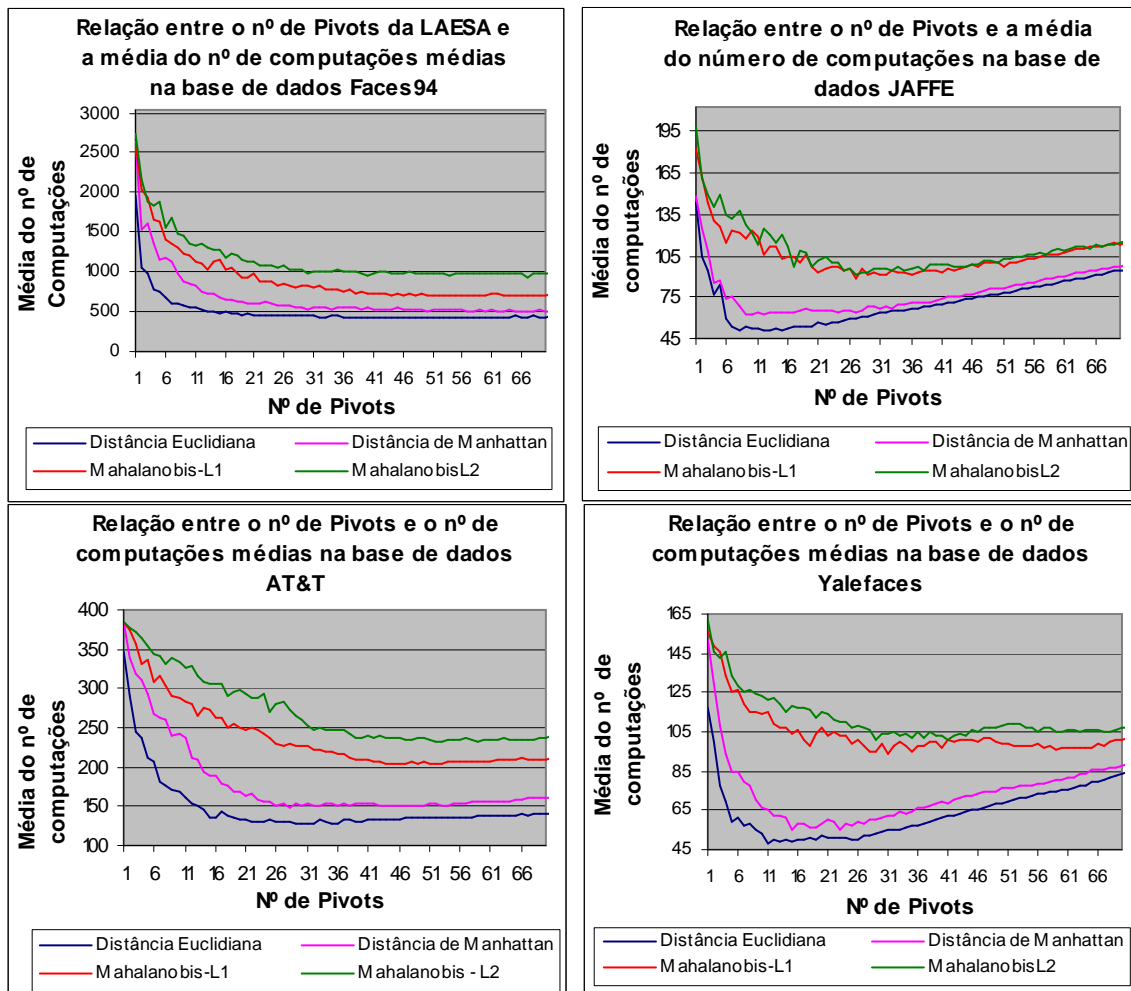 Relação entre o nº de Pivots da LAESA e
a média do nº de computações médias
na base de dados Faces94
Média do nº de
Computações
3000
2500
2000
1500
1000
500
0
1 6 11 16 21 26 31 36 41 46 51 56 61 66
Nº de Pivots
Distância Euclidiana
Distância de Manhattan
Mahalanobis-L1
MahalanobisL2
Relação entre o nº de Pivots e a média
do número de computações na base de
dados JAFFE
Média do nº de
computações
195
165
135
105
75
45
1 6 11 16 21 26 31 36 41 46 51 56 61 66
Nº de Pivots
Distância Euclidiana
Distância de Manhattan
Mahalanobis-L1
MahalanobisL2
Relação entre o nº de Pivots e o nº de
computações médias na base de dados
AT&T
Média do nº de
computações
400
350
300
250
200
150
100
1 6 11 16 21 26 31 36 41 46 51 56 61 66
Nº de Pivots
Distância Euclidiana
Distância de Manhattan
Mahalanobis-L1
Mahalanobis - L2
Relação entre o nº de Pivots e o nº de
computações médias na base de dados
Yalefaces
Média do nº de
computações
165
145
125
105
85
65
45
1 6 11 16 21 26 31 36 41 46 51 56 61 66
Nº de Pivots
Distância Euclidiana
Distância de Manhattan
Mahalanobis-L1
MahalanobisL2